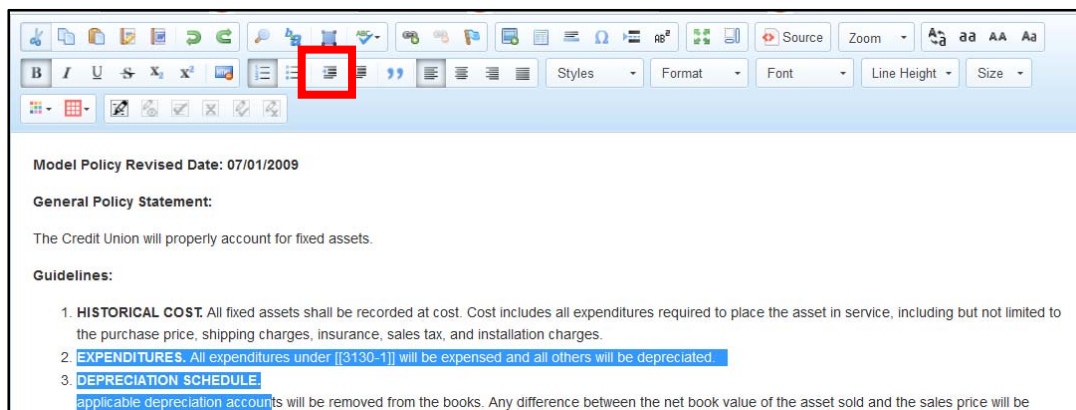 Source Zoom Aa aa AA Aa
B I U S X₂ X² Styles Format Font Line Height Size
Model Policy Revised Date: 07/01/2009
General Policy Statement:
The Credit Union will properly account for fixed assets.
Guidelines:
1. HISTORICAL COST. All fixed assets shall be recorded at cost. Cost includes all expenditures required to place the asset in service, including but not limited to
the purchase price, shipping charges, insurance, sales tax, and installation charges.
2. EXPENDITURES. All expenditures under [[3130-1]] will be expensed and all others will be depreciated.
3. DEPRECIATION SCHEDULE.
applicable depreciation accounts will be removed from the books. Any difference between the net book value of the asset sold and the sales price will be